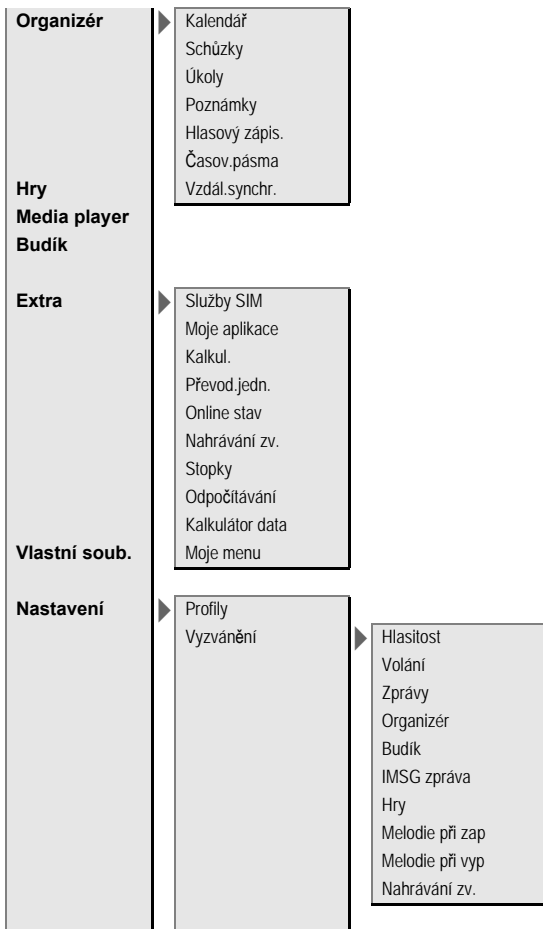 Organizér
Kalendář
Schůzky
Úkoly
Poznámky
Hlasový zápis.
Časov.pásma
Hry
Vzdál.synchr.
Media player
Budík
Extra
Služby SIM
Moje aplikace
Kalkul.
Převod.jedn.
Online stav
Nahrávání zv.
Stopky
Odpočítávání
Kalkulátor data
Vlastní soub.
Moje menu
Nastavení
Profily
Vyzvánění
Hlasitost
Volání
Zprávy
Organizér
Budík
IMSG zpráva
Hry
Melodie při zap
Melodie při vyp
Nahrávání zv.